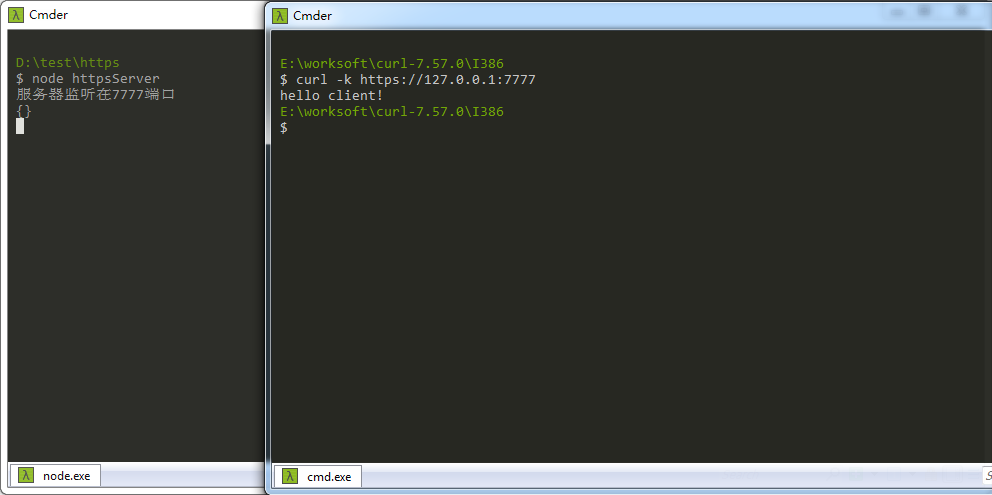 Cmder
D:\test\https
$ node httpsServer
服务器监听在7777端口
{}
node.exe
Cmder
E:\worksoft\curl-7.57.0\I386
$ curl -k https://127.0.0.1:7777
hello client!
E:\worksoft\curl-7.57.0\I386
$
cmd.exe
S